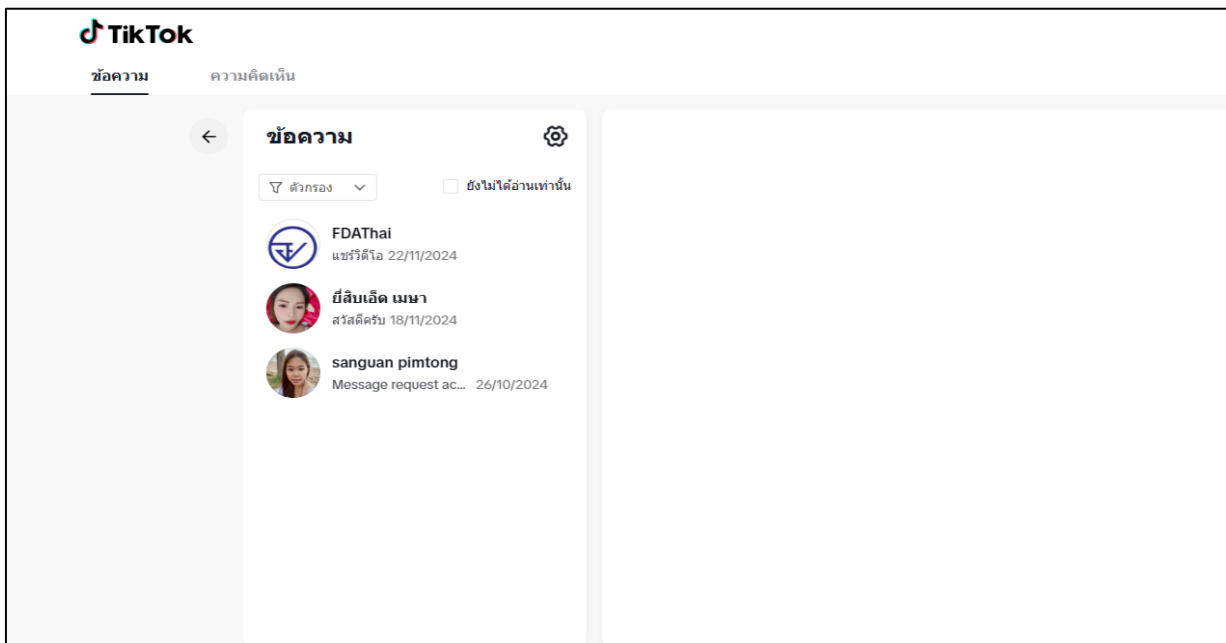 TikTok
ข้อความ ความคิดเห็น
ข้อความ
ตัวกรอง ยังไม่ได้อ่านเท่านั้น
FDAThai
แชร์วิดีโอ 22/11/2024
ยี่สิบเอ็ด เมษา
สวัสดีครับ 18/11/2024
sanguan pimtong
Message request ac... 26/10/2024